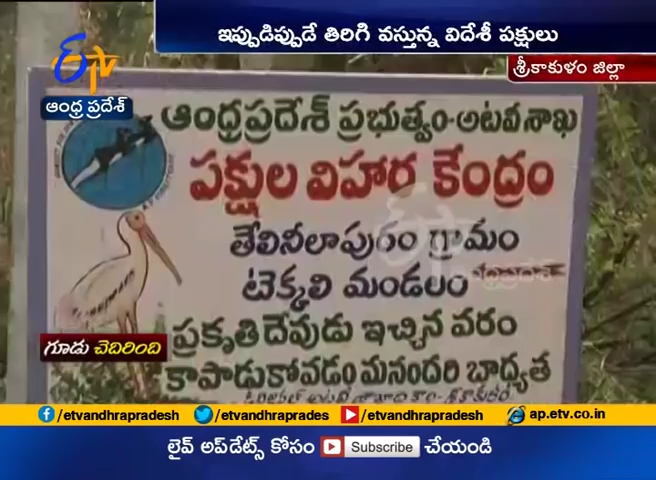 ఇప్పుడిప్పుడే తిరిగి వస్తున్న విదేశీ పక్షులు
శ్రీకాకుళం జిల్లా
ETV
ఆంధ్ర ప్రదేశ్
ఆంధ్రప్రదేశ్ ప్రభుత్వం-అటవీశాఖ
పక్షుల విహార కేంద్రం
తేలినీలాపురం గ్రామం
టెక్కలి మండలం
ప్రకృతి దేవుడు ఇచ్చిన వరం
కాపాడుకోవడం మనందరి బాధ్యత
గూడు చెదిరింది
/etvandhrapradesh /etvandhraprades /etvandhrapradesh ap.etv.co.in
లైవ్ అప్‌డేట్స్ కోసం Subscribe చేయండి